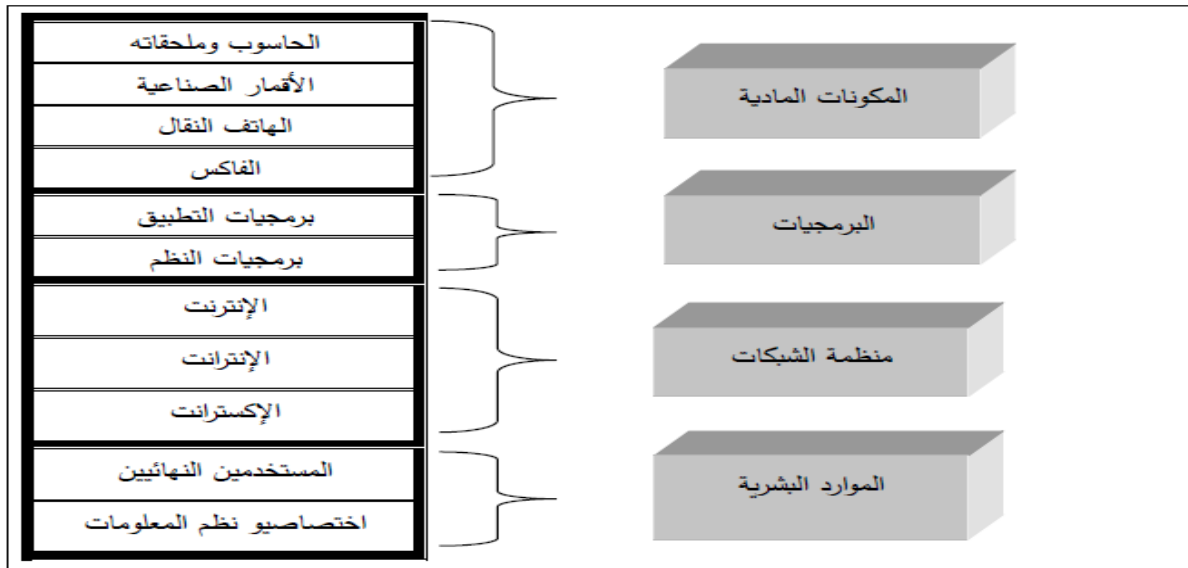 المكونات المادية
الحاسوب وملحقاته
الأقمار الصناعية
الهاتف النقال
الفاكس
البرمجيات
برمجيات التطبيق
برمجيات النظم
منظمة الشبكات
الإنترنت
الإنترانت
الإكسترانت
الموارد البشرية
المستخدمين النهائيين
اختصاصيو نظم المعلومات